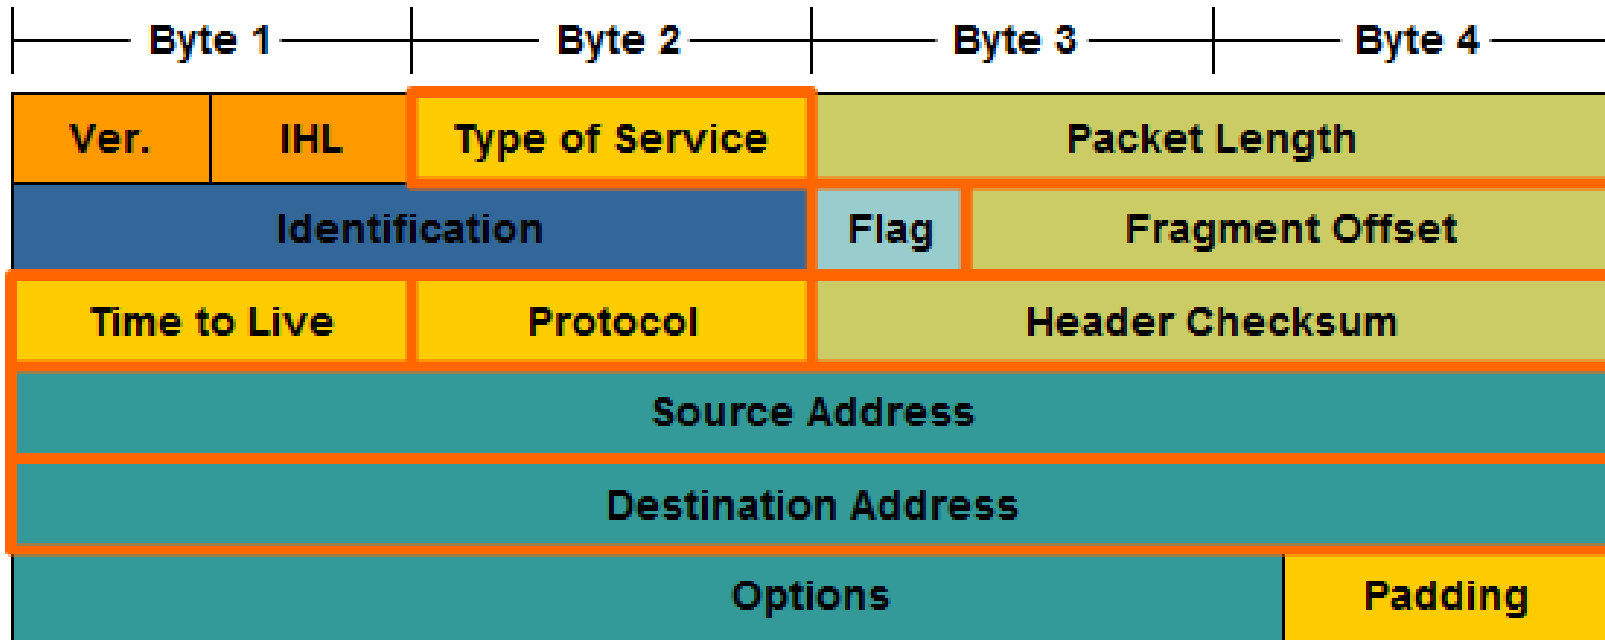 Byte 1 Byte 2 Byte 3 Byte 4
Ver. IHL Type of Service Packet Length
Identification Flag Fragment Offset
Time to Live Protocol Header Checksum
Source Address
Destination Address
Options Padding